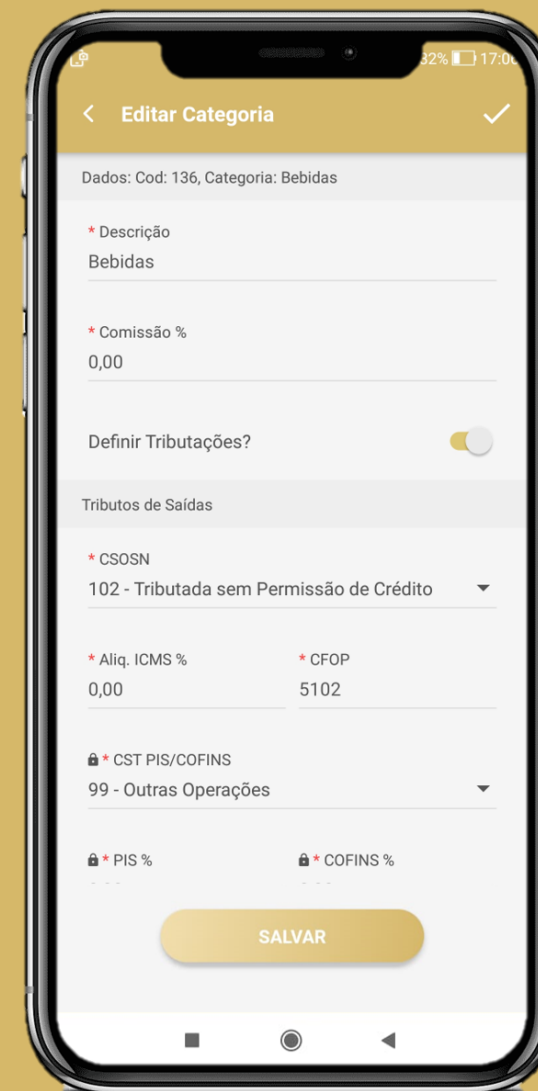 32% 17:06
Editar Categoria
Dados: Cod: 136, Categoria: Bebidas
* Descrição
Bebidas
* Comissão %
0,00
Definir Tributações?
Tributos de Saídas
* CSOSN
102 - Tributada sem Permissão de Crédito
* Aliq. ICMS % * CFOP
0,00 5102
* CST PIS/COFINS
99 - Outras Operações
* PIS % * COFINS %
SALVAR